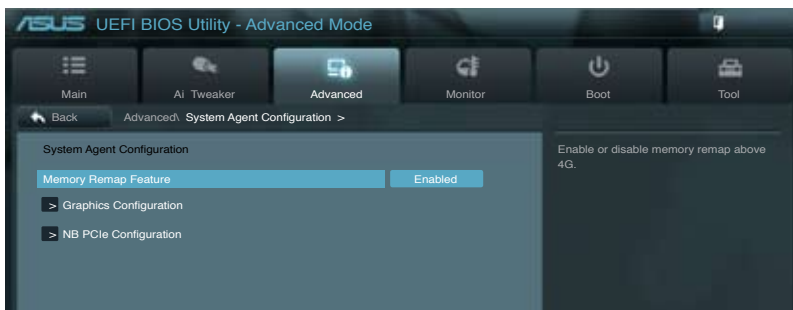 ASUS UEFI BIOS Utility - Advanced Mode
Main Ai Tweaker Advanced Monitor Boot Tool
Back Advanced\ System Agent Configuration >
System Agent Configuration
Memory Remap Feature Enabled
> Graphics Configuration
> NB PCIe Configuration
Enable or disable memory remap above
4G.